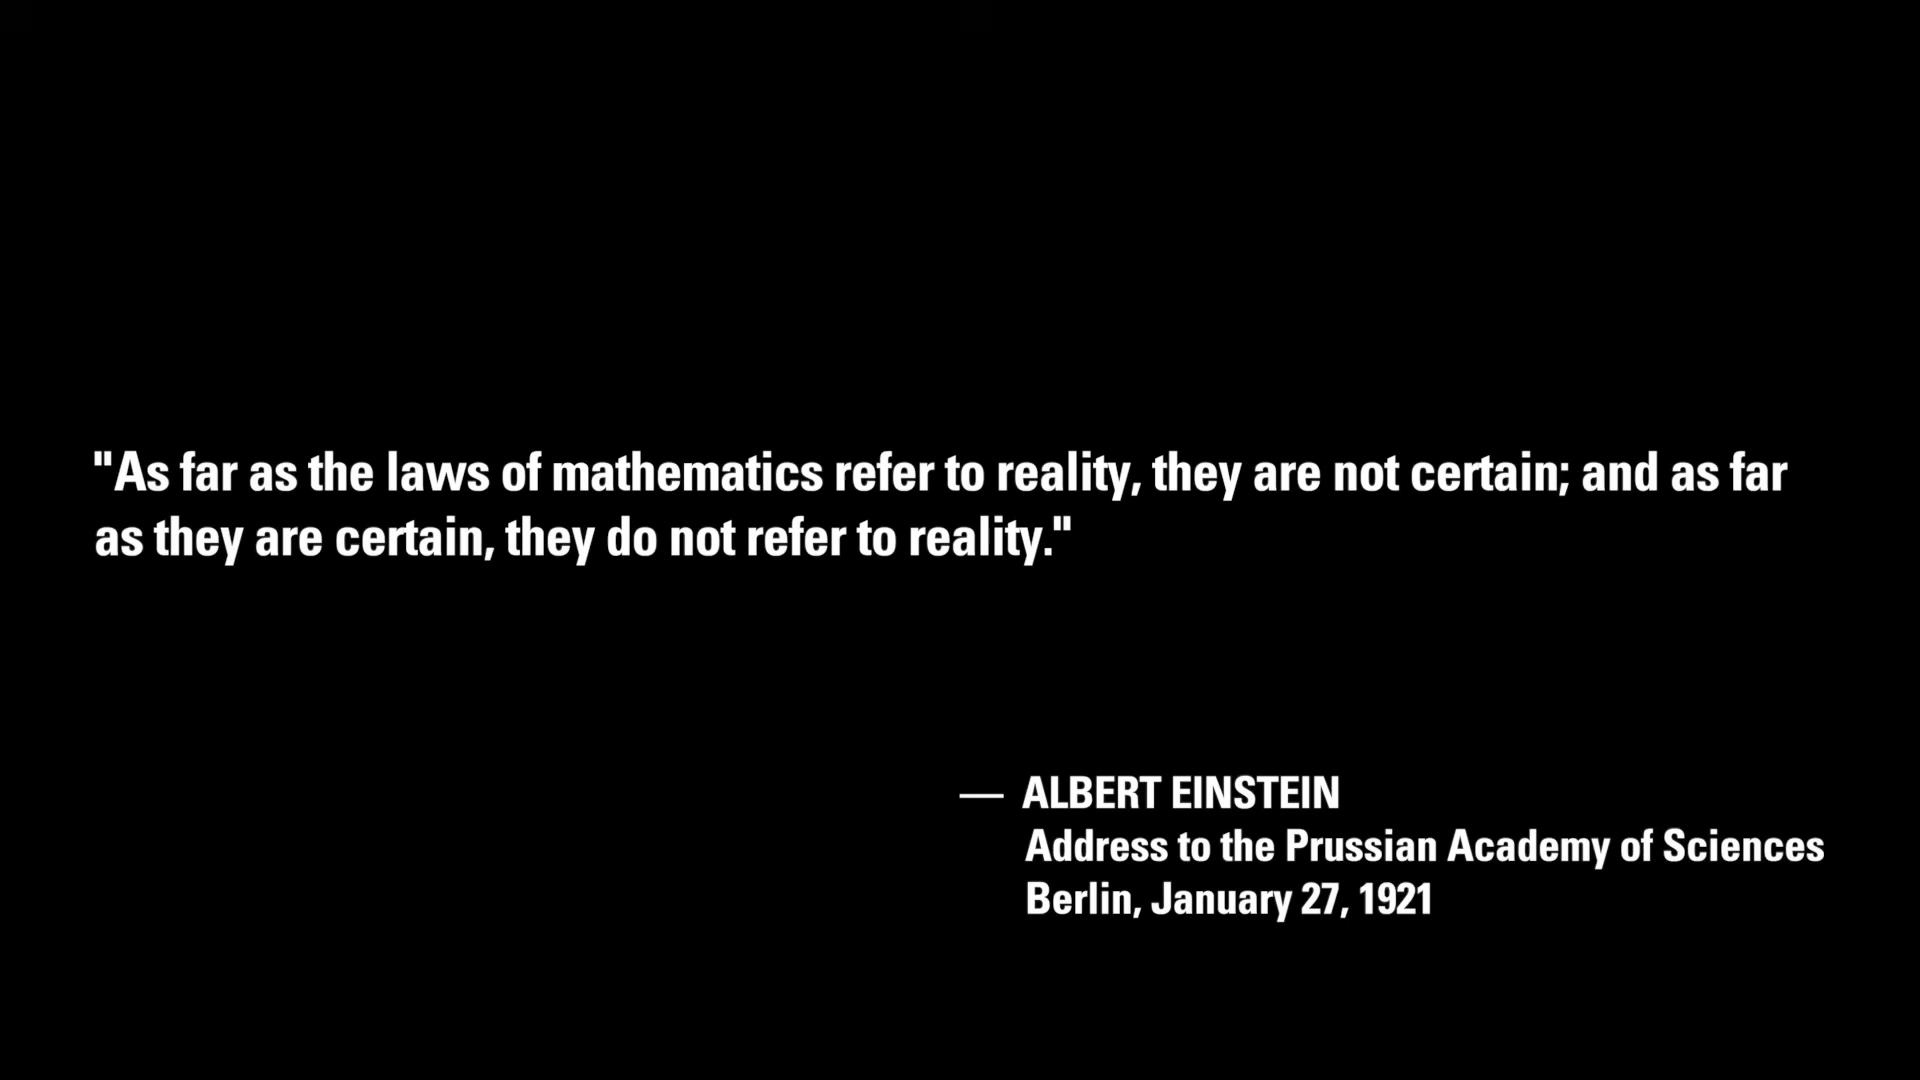 "As far as the laws of mathematics refer to reality, they are not certain; and as far
as they are certain, they do not refer to reality."
— ALBERT EINSTEIN
Address to the Prussian Academy of Sciences
Berlin, January 27, 1921